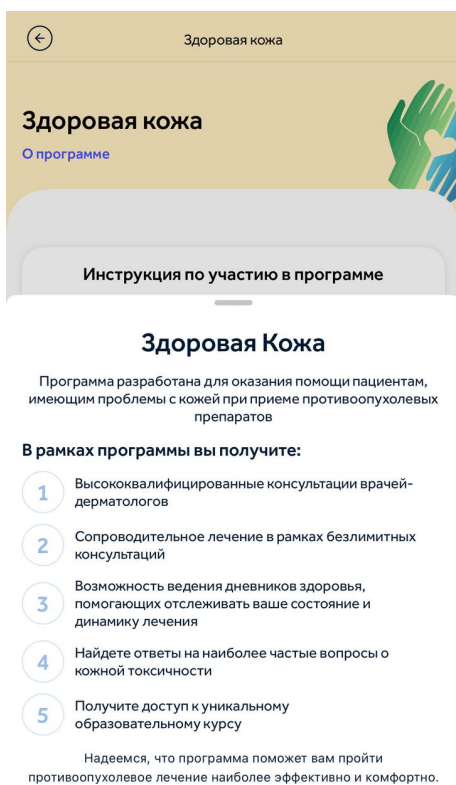 Здоровая кожа
Здоровая кожа
О программе
Инструкция по участию в программе
Здоровая Кожа
Программа разработана для оказания помощи пациентам,
имеющим проблемы с кожей при приеме противоопухолевых
препаратов
В рамках программы вы получите:
1 Высококвалифицированные консультации врачей-
дерматологов
2 Сопроводительное лечение в рамках безлимитных
консультаций
3 Возможность ведения дневников здоровья,
помогающих отслеживать ваше состояние и
динамику лечения
4 Найдете ответы на наиболее частые вопросы о
кожной токсичности
5 Получите доступ к уникальному
образовательному курсу
Надеемся, что программа поможет вам пройти
противоопухолевое лечение наиболее эффективно и комфортно.